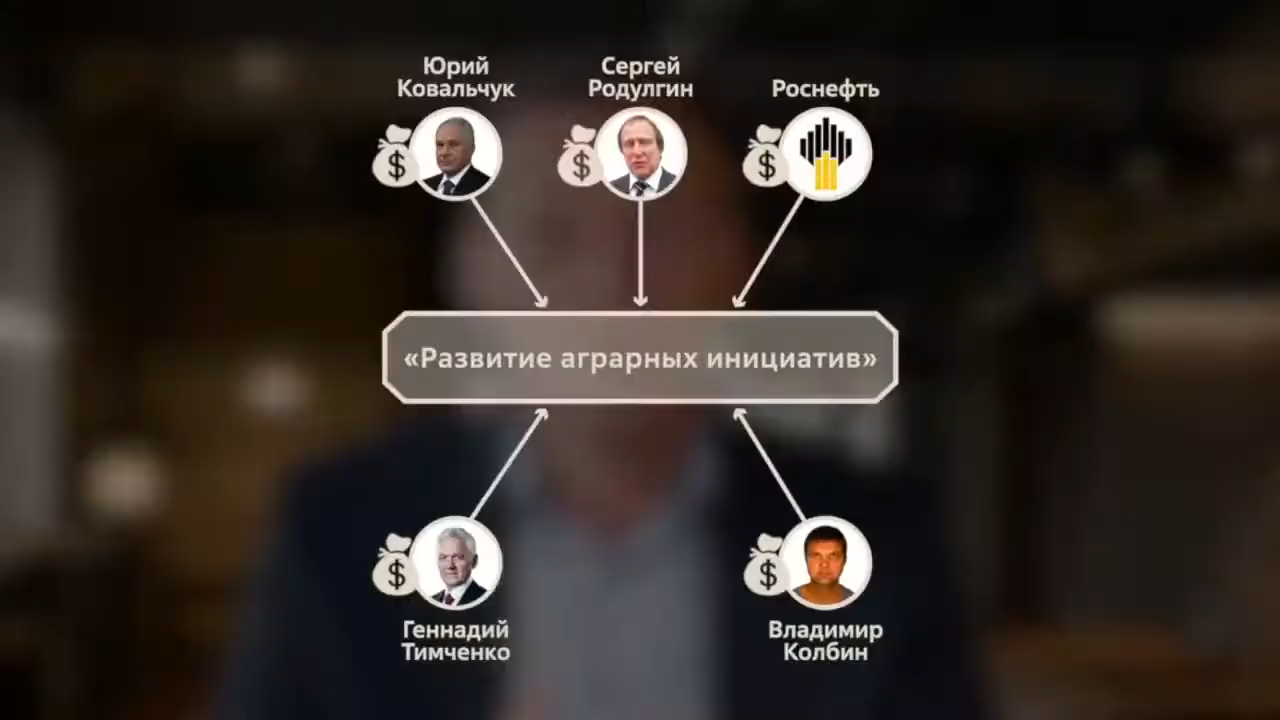 Юрий
Ковальчук
Сергей
Родулгин
Роснефть
$
$
$
«Развитие аграрных инициатив»
$
$
Геннадий
Тимченко
Владимир
Колбин